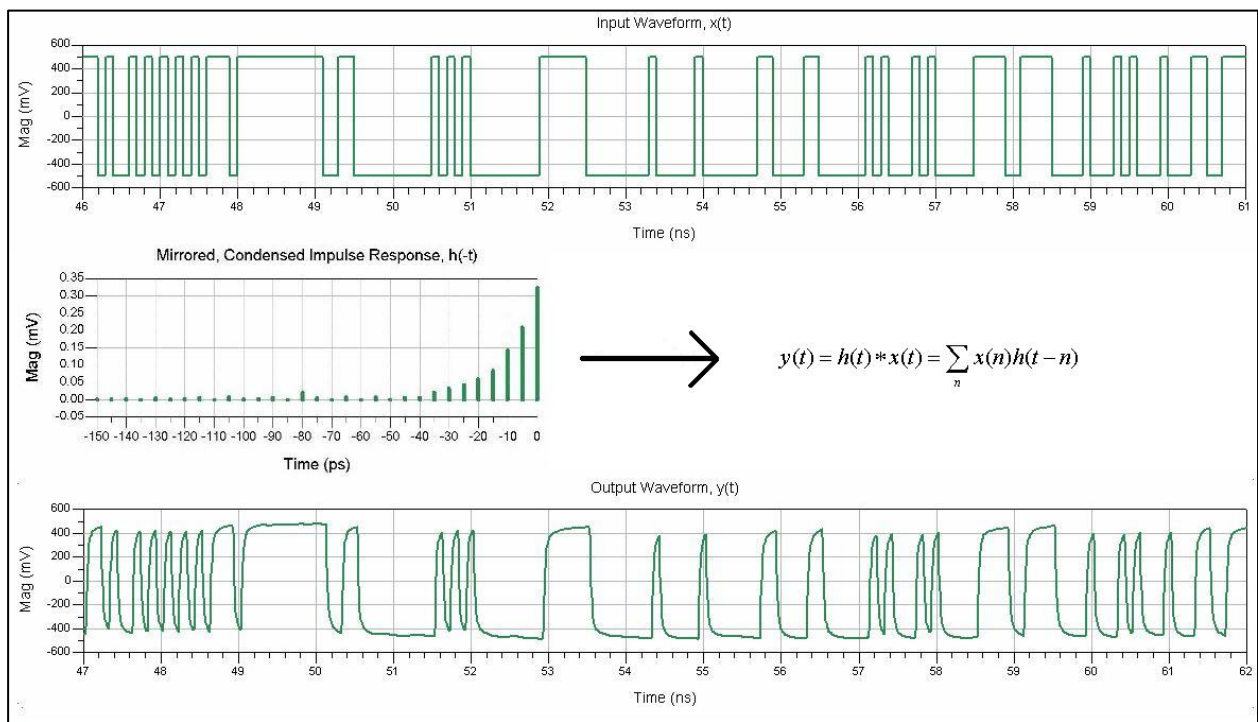 Input Waveform, x(t)
Mag (mV)
600
400
200
0
-200
-400
-600
46 47 48 49 50 51 52 53 54 55 56 57 58 59 60 61
Time (ns)
Mirrored, Condensed Impulse Response, h(-t)
Mag (mV)
0.35
0.30
0.25
0.20
0.15
0.10
0.05
0.00
-0.05
-150 -140 -130 -120 -110 -100 -90 -80 -70 -60 -50 -40 -30 -20 -10 0
Time (ps)
y(t) = h(t) * x(t) = ∑ x(n)h(t − n)
n
Output Waveform, y(t)
Mag (mV)
600
400
200
0
-200
-400
-600
47 48 49 50 51 52 53 54 55 56 57 58 59 60 61 62
Time (ns)